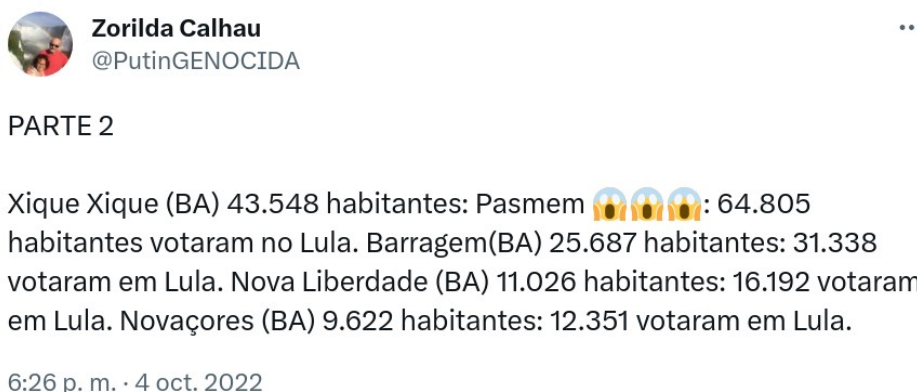 Zorilda Calhau
@PutinGENOCIDA
PARTE 2
Xique Xique (BA) 43.548 habitantes: Pasmem 😱😱😱: 64.805
habitantes votaram no Lula. Barragem(BA) 25.687 habitantes: 31.338
votaram em Lula. Nova Liberdade (BA) 11.026 habitantes: 16.192 votaram
em Lula. Novaçores (BA) 9.622 habitantes: 12.351 votaram em Lula.
6:26 p. m. · 4 oct. 2022